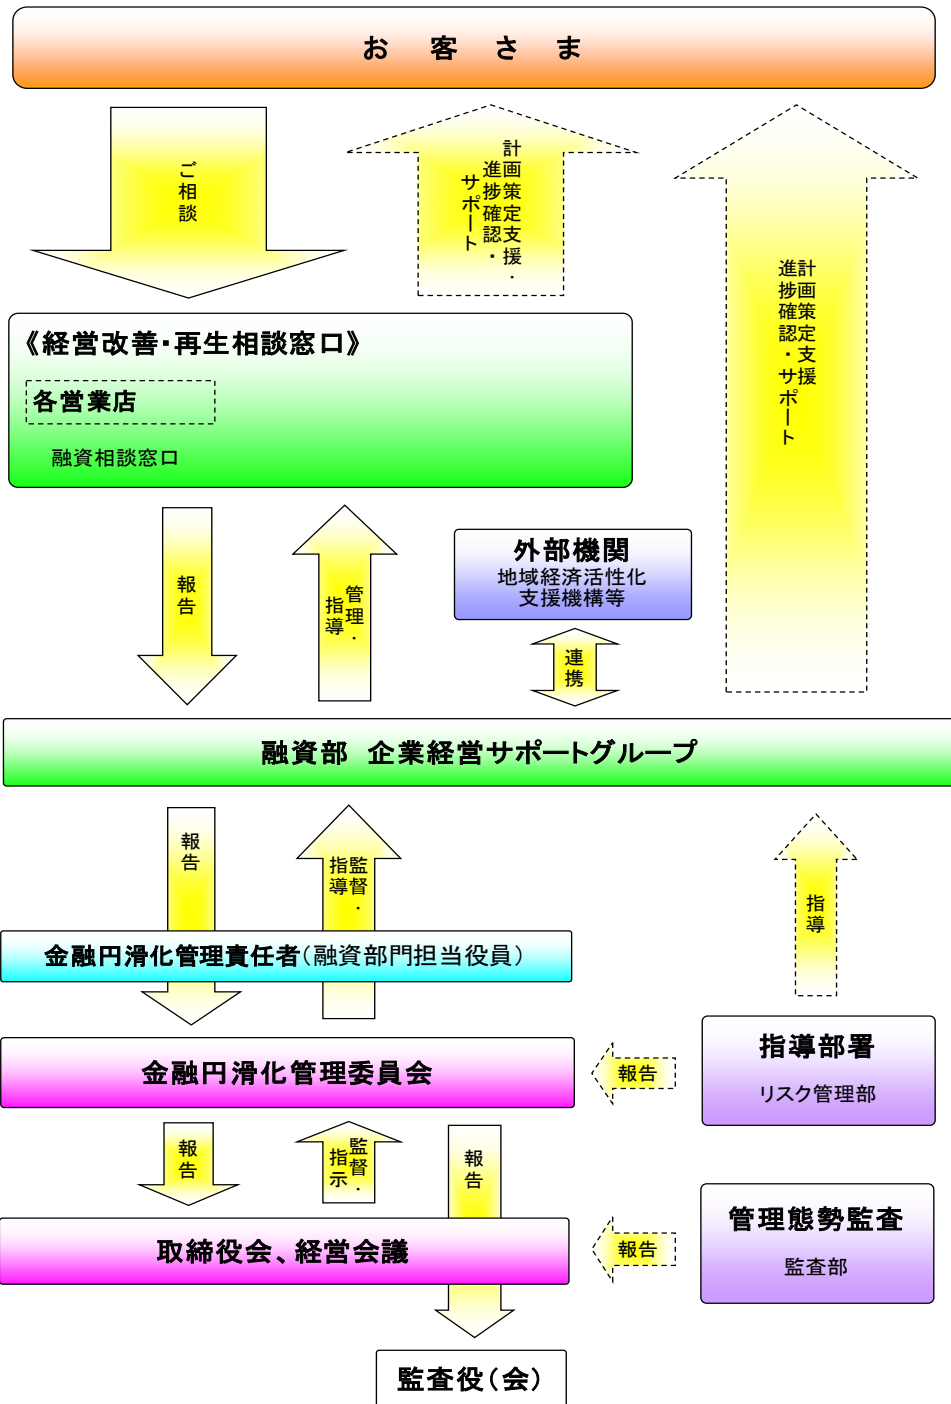 お客さま
ご相談
計画策定支援・
進捗確認・
サポート
計画策定支援
進捗確認・サポート
《経営改善・再生相談窓口》
各営業店
融資相談窓口
報告
管理・
指導
外部機関
地域経済活性化
支援機構等
連携
融資部 企業経営サポートグループ
報告
監督・
指導
指導
金融円滑化管理責任者（融資部門担当役員）
金融円滑化管理委員会
報告
指導部署
リスク管理部
報告
監督・
指示
報告
取締役会、経営会議
報告
管理態勢監査
監査部
監査役（会）